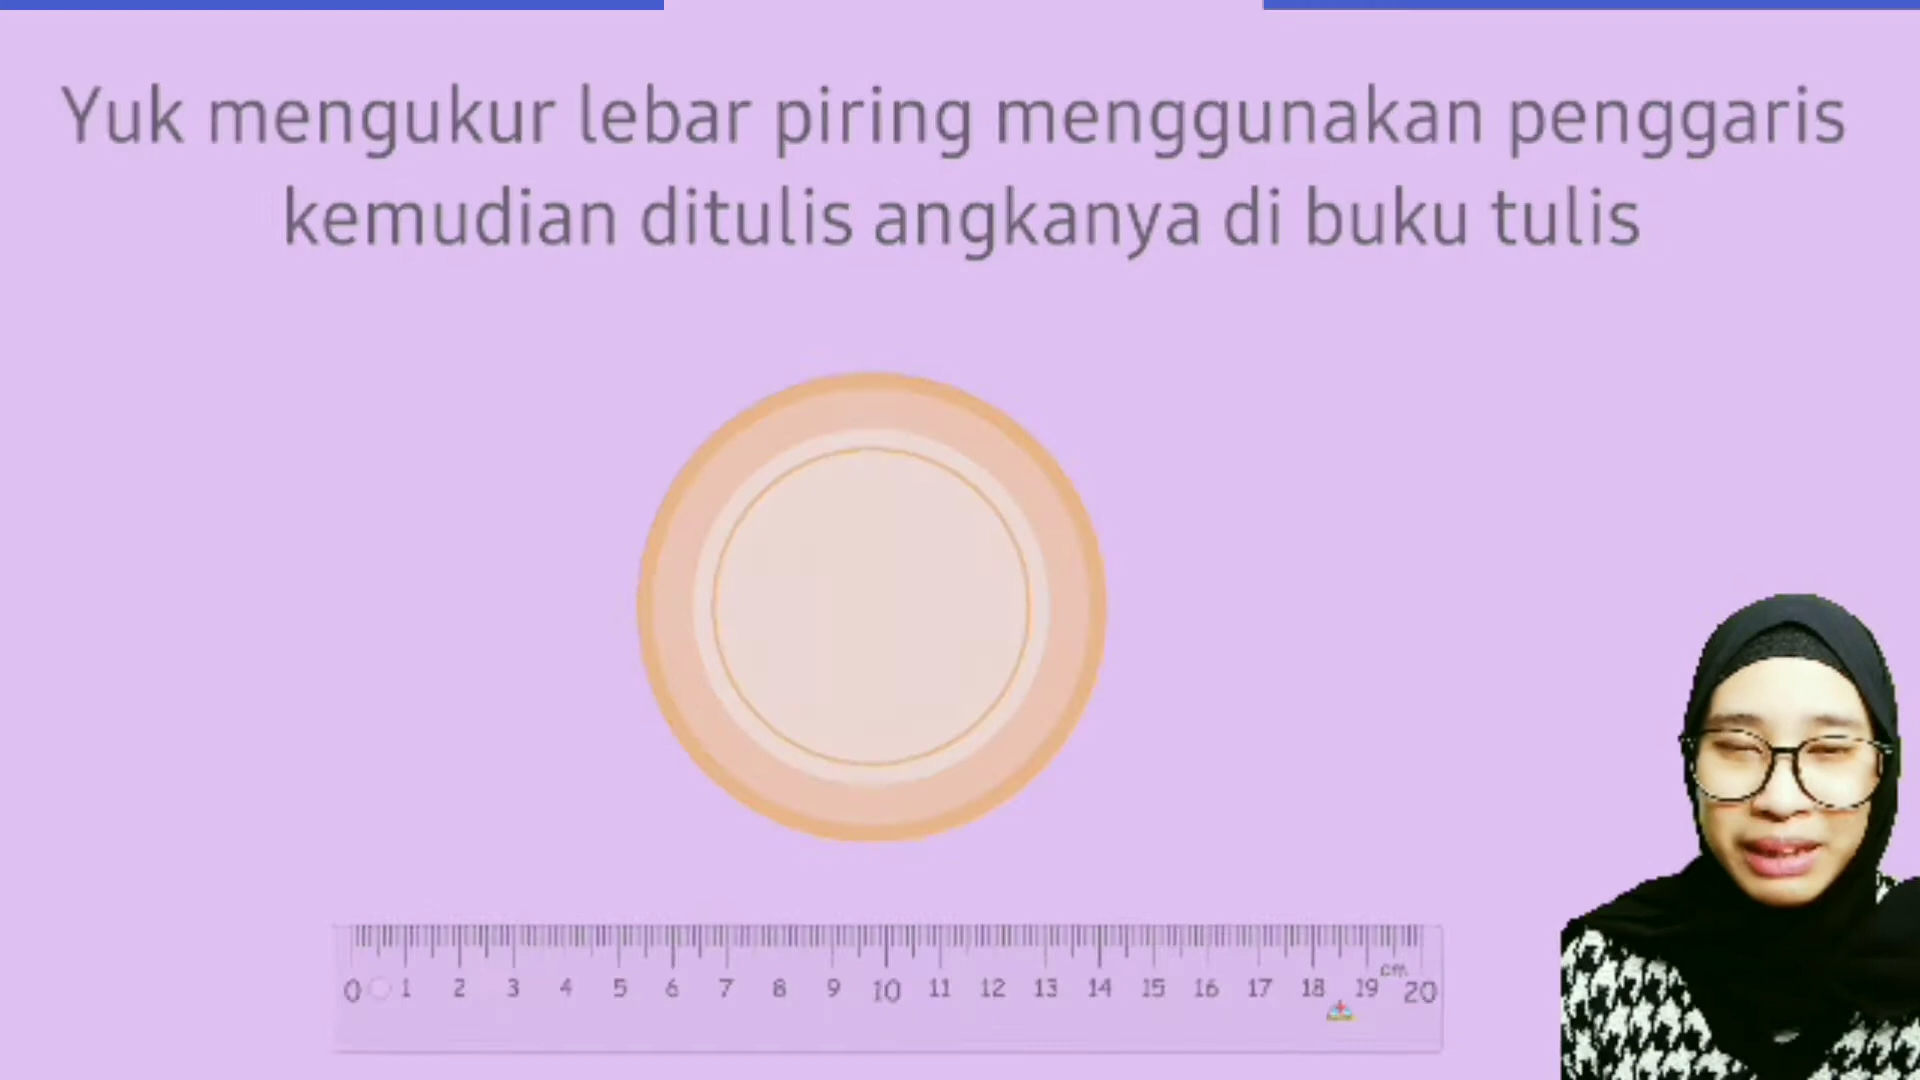 Yuk mengukur lebar piring menggunakan penggaris
kemudian ditulis angkanya di buku tulis
cm
0 1 2 3 4 5 6 7 8 9 10 11 12 13 14 15 16 17 18 19 20